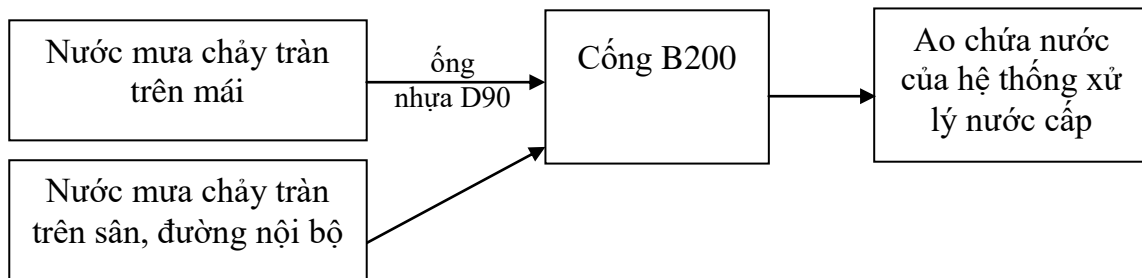 Nước mưa chảy tràn
trên mái
ống
nhựa D90
Cống B200
Ao chứa nước
của hệ thống xử
lý nước cấp
Nước mưa chảy tràn
trên sân, đường nội bộ